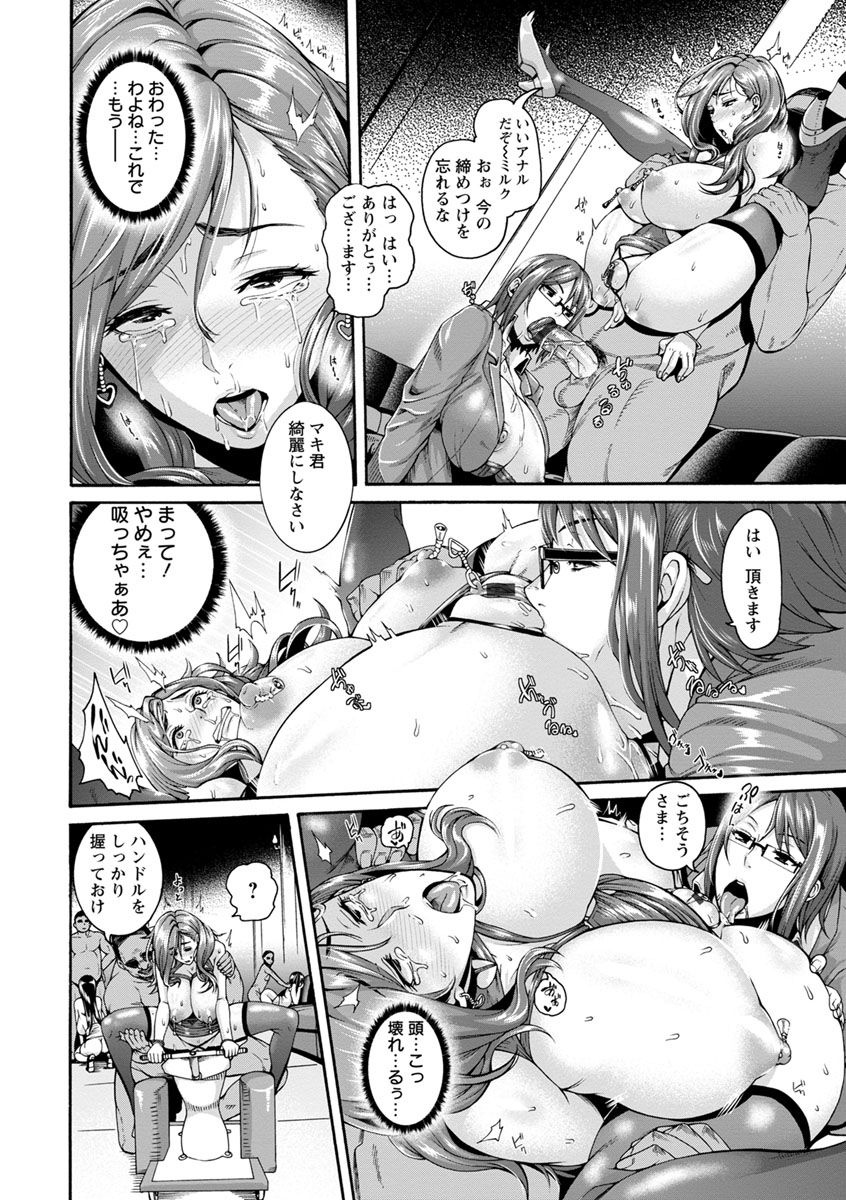 いいアナル
だぞ〜ミルク
おぉ 今の
締めつけを
忘れるな
はっ はい…
ありがとぅ…
ござ…ます…
おわった…
わよね…これで
…もう──
マキ君
綺麗にしなさい
はい 頂きます
まって！
やめぇ…
吸っちゃぁあ♡
ごちそう
さま…
頭…こっ
壊れ…るぅ…
？
ハンドルを
しっかり
握っておけ